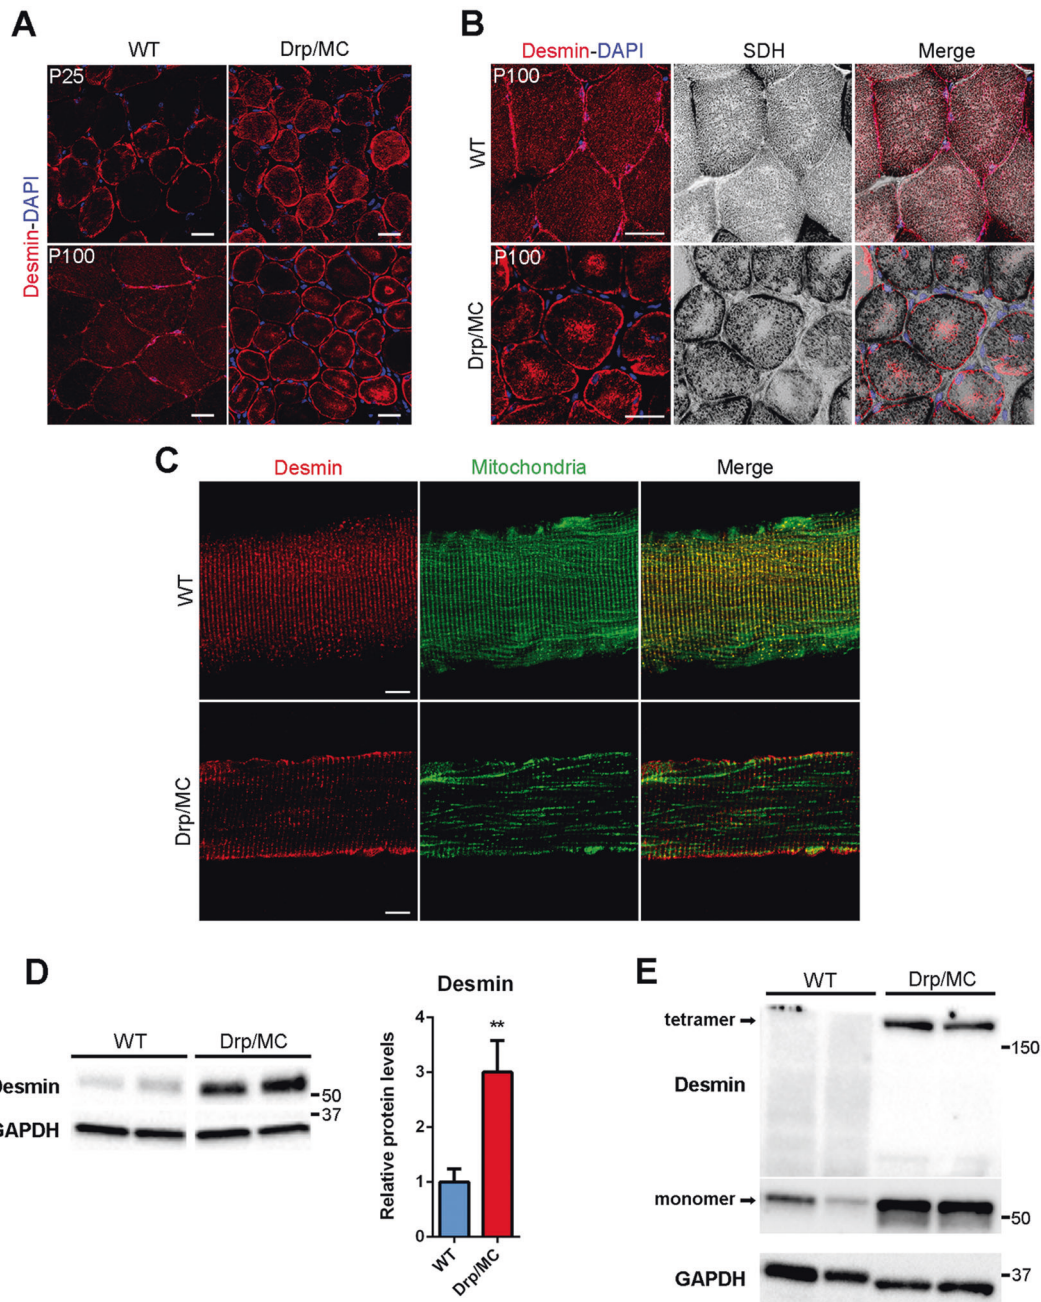 A
WT
Drp/MC
P25
P100
Desmin-DAPI
B
Desmin-DAPI
SDH
Merge
P100
WT
P100
Drp/MC
C
Desmin
Mitochondria
Merge
WT
Drp/MC
D
WT
Drp/MC
50
37
GAPDH
Desmin
Relative protein levels
4
3
2
1
0
**
WT
Drp/MC
E
WT
Drp/MC
tetramer
150
Desmin
monomer
50
GAPDH
37